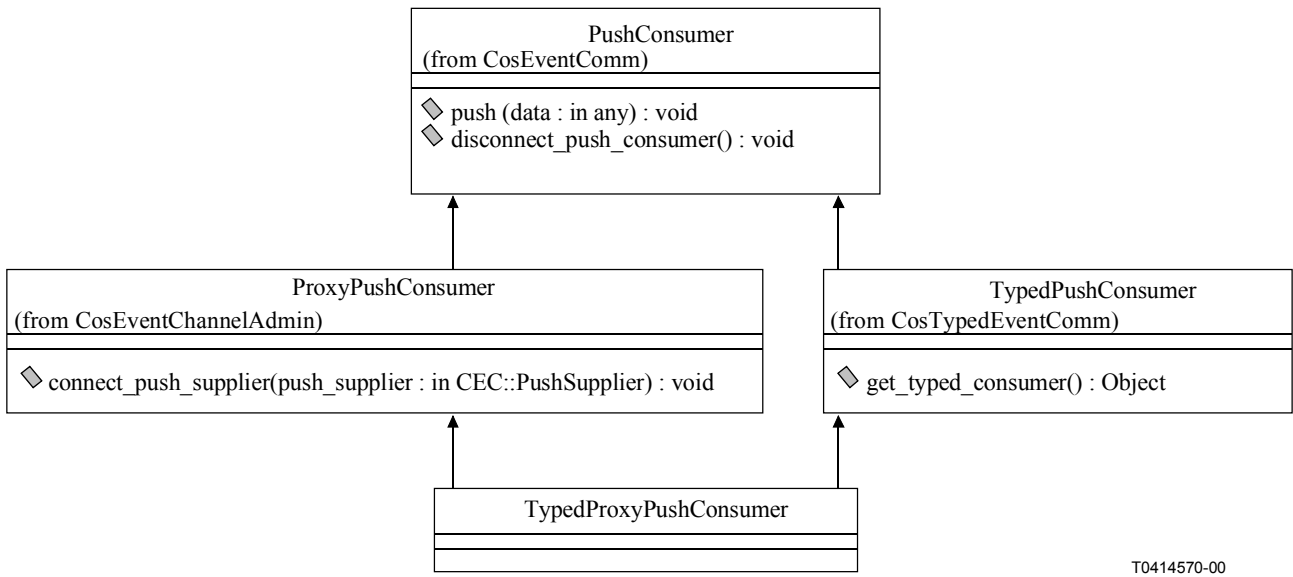 PushConsumer
(from CosEventComm)
push (data : in any) : void
disconnect_push_consumer() : void
ProxyPushConsumer
(from CosEventChannelAdmin)
connect_push_supplier(push_supplier : in CEC::PushSupplier) : void
TypedPushConsumer
(from CosTypedEventComm)
get_typed_consumer() : Object
TypedProxyPushConsumer
T0414570-00